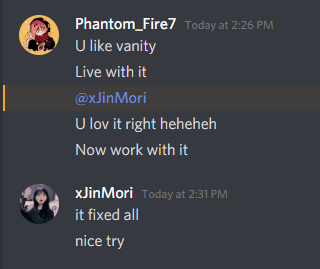 Phantom_Fire7 Today at 2:26 PM
U like vanity
Live with it
@xJinMori
U lov it right heheheh
Now work with it
xJinMori Today at 2:31 PM
it fixed all
nice try